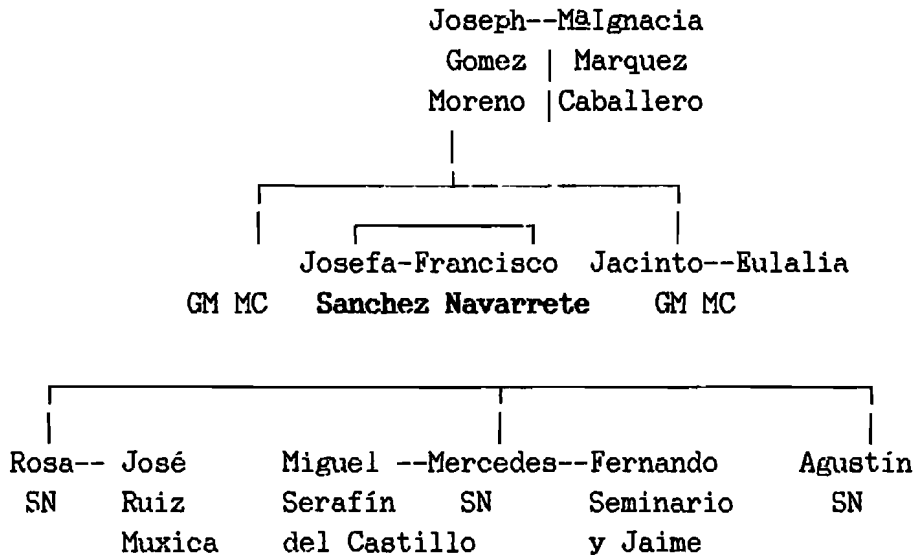 Joseph--MªIgnacia
Gomez | Marquez
Moreno |Caballero
Josefa-Francisco Jacinto--Eulalia
GM MC Sanchez Navarrete GM MC
Rosa-- José Miguel --Mercedes--Fernando Agustín
SN Ruiz Serafín SN Seminario SN
Muxica del Castillo y Jaime